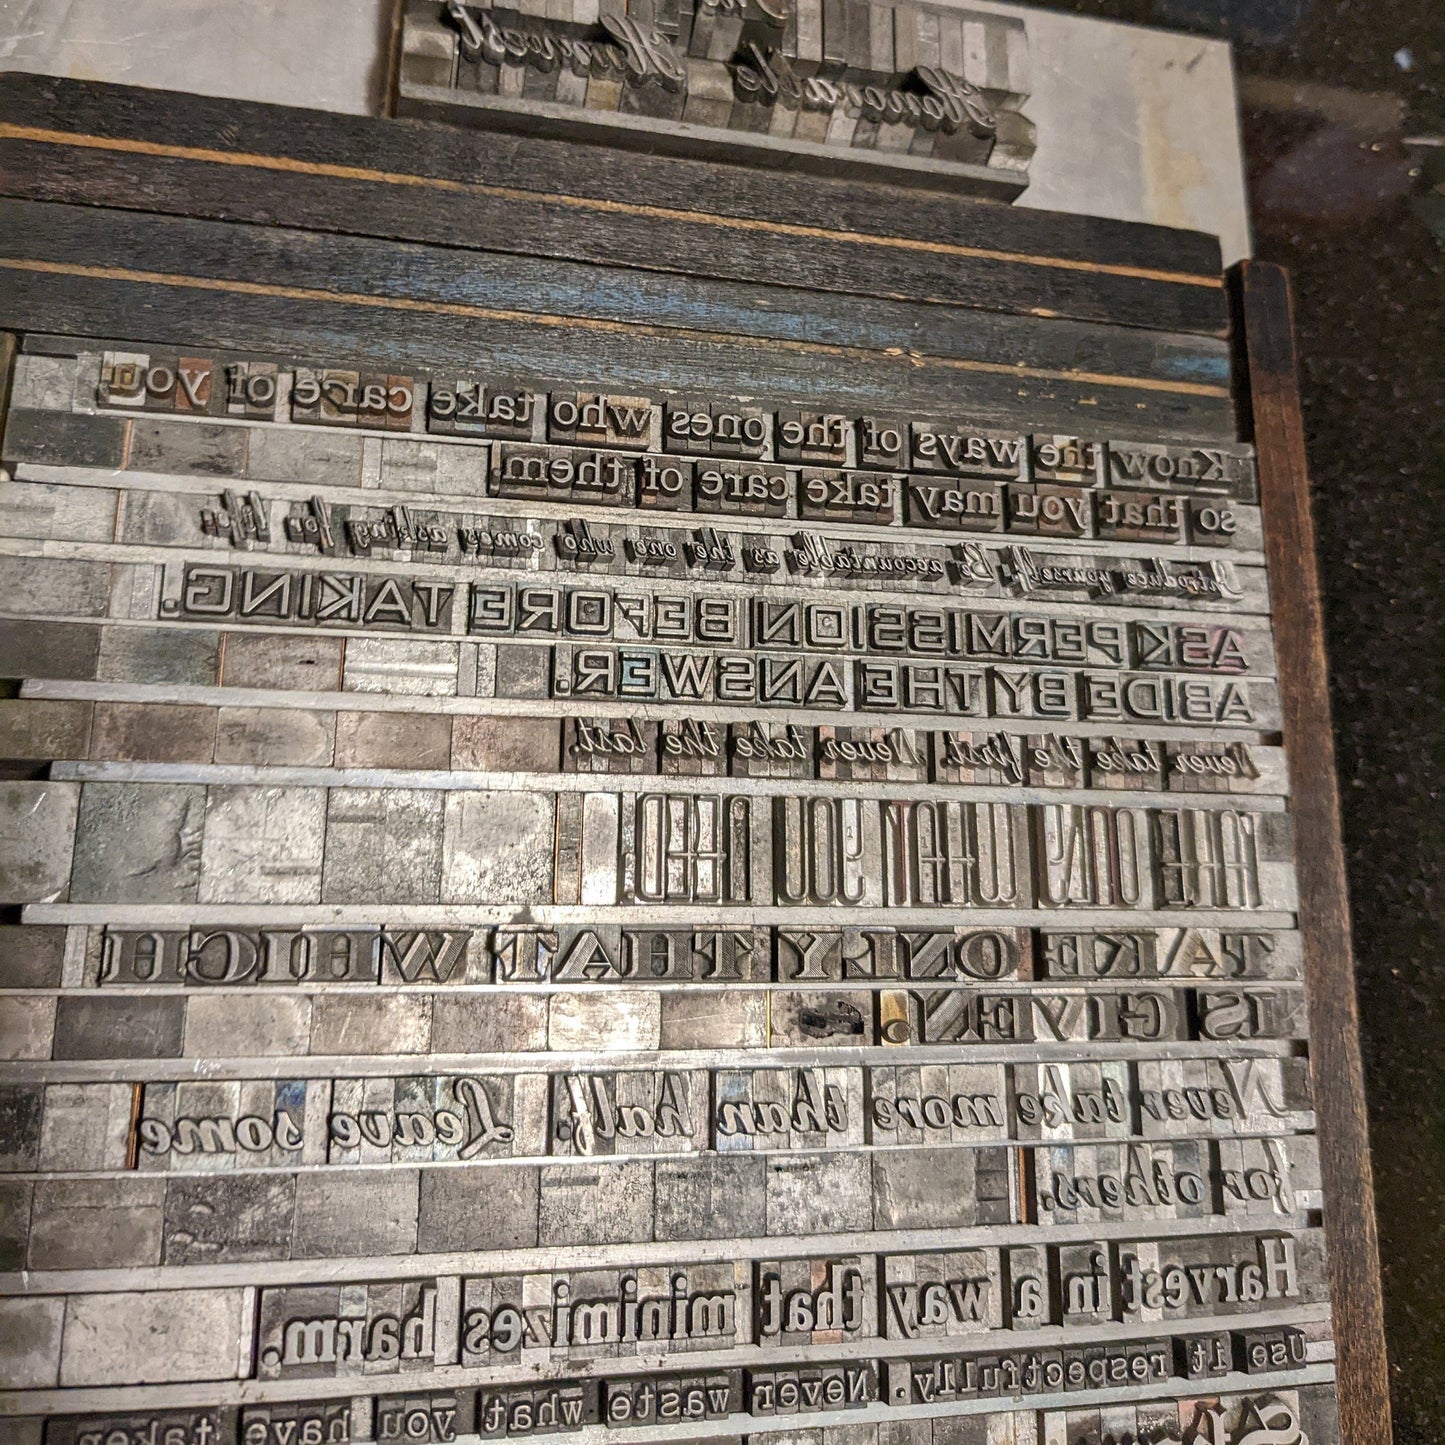 The
Honorable Harvest
Know the ways of the ones who take care of you
so that you may take care of them.
Introduce yourself. Be accountable as the one who comes asking for life.
ASK PERMISSION BEFORE TAKING.
ABIDE BY THE ANSWER.
Never take the first. Never take the last.
TAKE ONLY WHAT YOU NEED.
TAKE ONLY THAT WHICH
IS GIVEN.
Never take more than half. Leave some
for others.
Harvest in a way that minimizes harm.
Use it respectfully. Never waste what you have taken